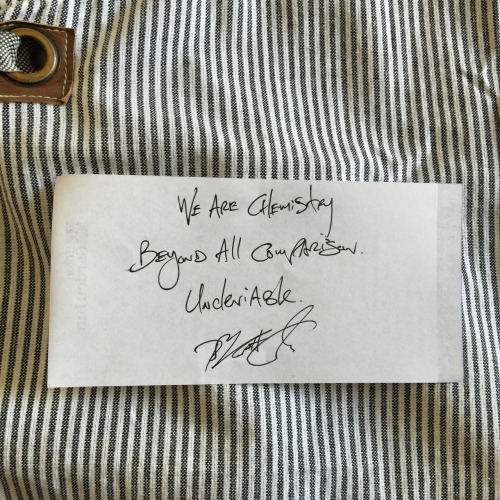 We Are Chemistry
Beyond All Comparison.
Undeniable.